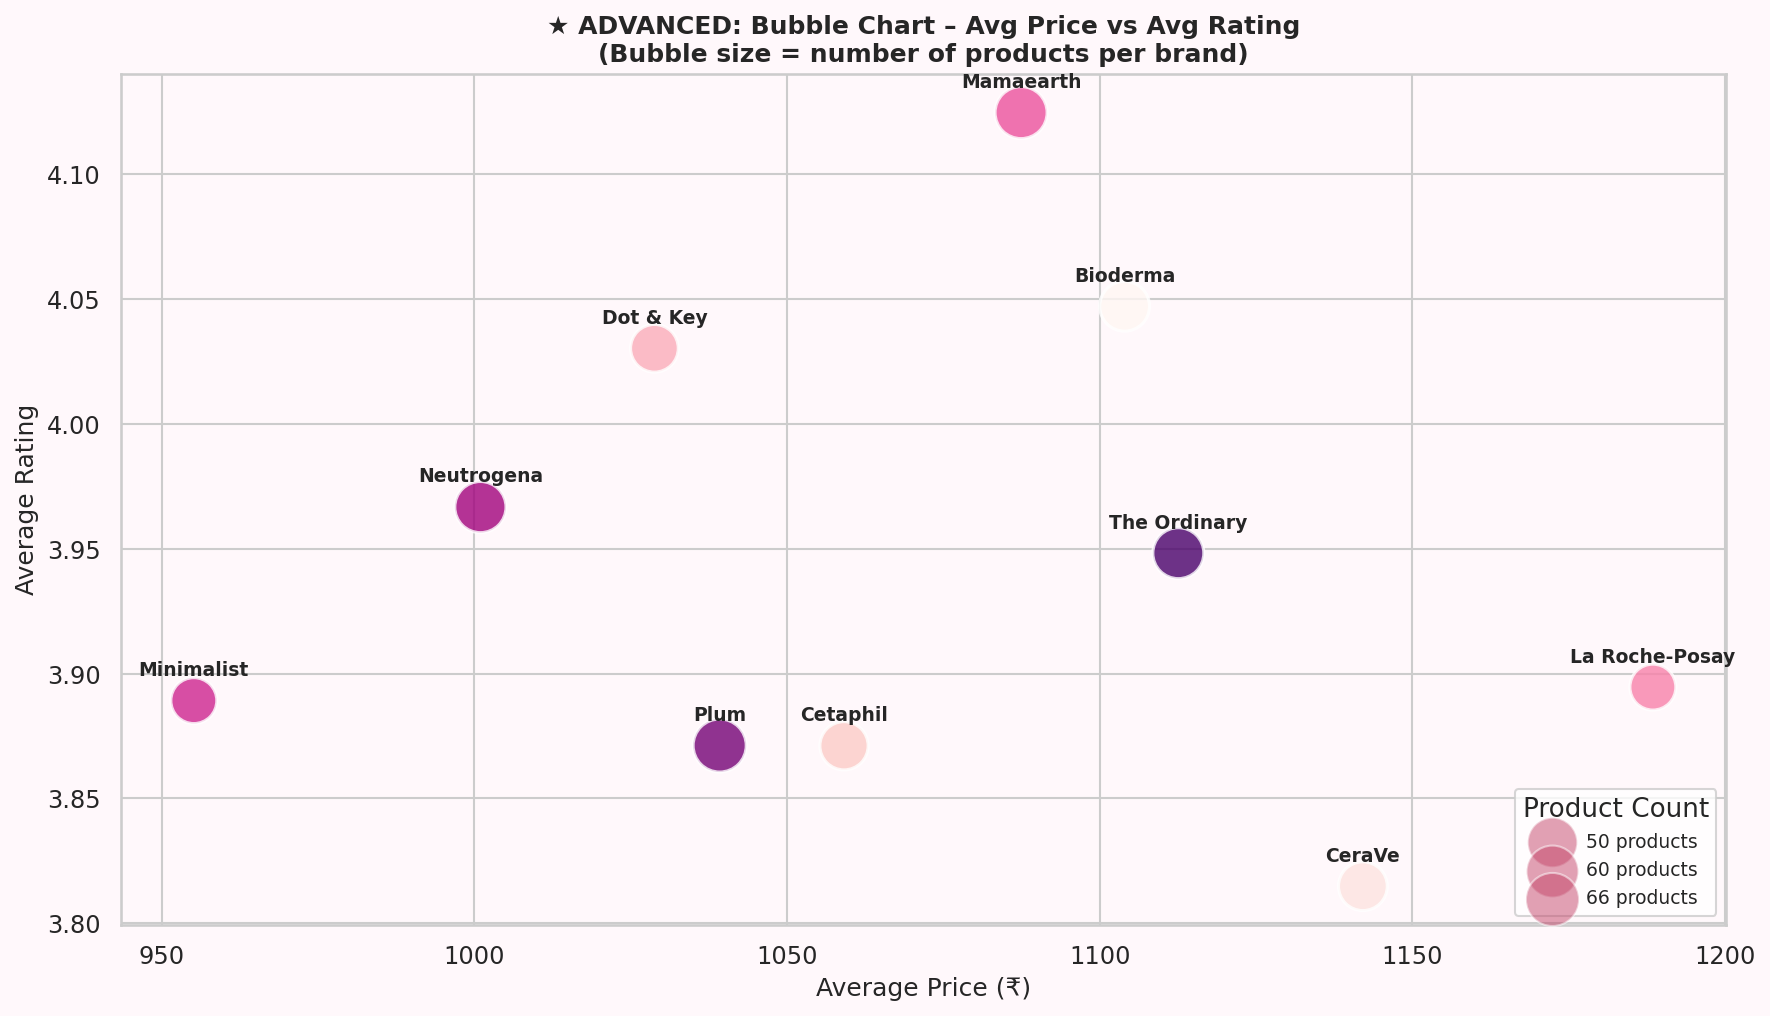 ★ ADVANCED: Bubble Chart – Avg Price vs Avg Rating
(Bubble size = number of products per brand)
Mamaearth
4.10
Bioderma
4.05
Dot & Key
4.00
Neutrogena
The Ordinary
3.95
Average Rating
La Roche-Posay
Minimalist
3.90
Plum
Cetaphil
3.85
Product Count
50 products
60 products
66 products
CeraVe
3.80
950
1000
1050
1100
1150
1200
Average Price (₹)